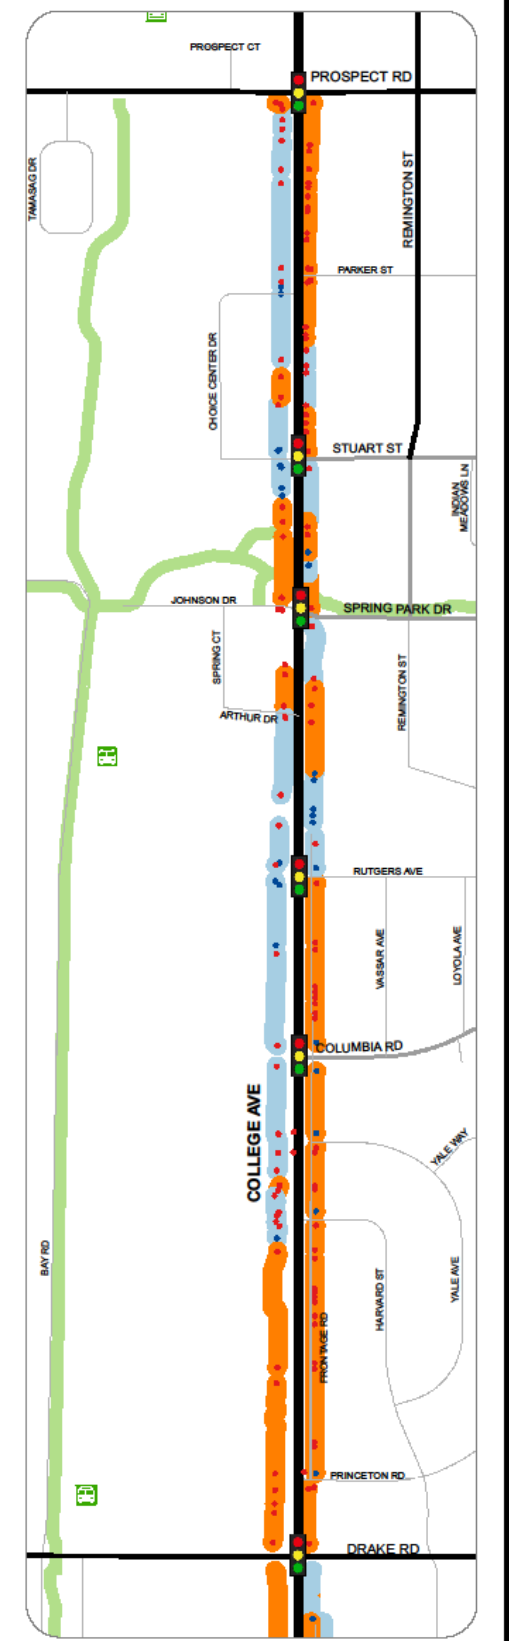 PROSPECT CT
PROSPECT RD
TAMASAG DR
REMINGTON ST
PARKER ST
CHOICE CENTER DR
STUART ST
INDIAN
MEADOWS LN
JOHNSON DR
SPRING PARK DR
SPRING CT
REMINGTON ST
ARTHUR DR
RUTGERS AVE
VASSAR AVE
LOYOLA AVE
COLUMBIA RD
COLLEGE AVE
YALE WAY
BAY RD
HARVARD ST
YALE AVE
FRONTAGE RD
PRINCETON RD
DRAKE RD